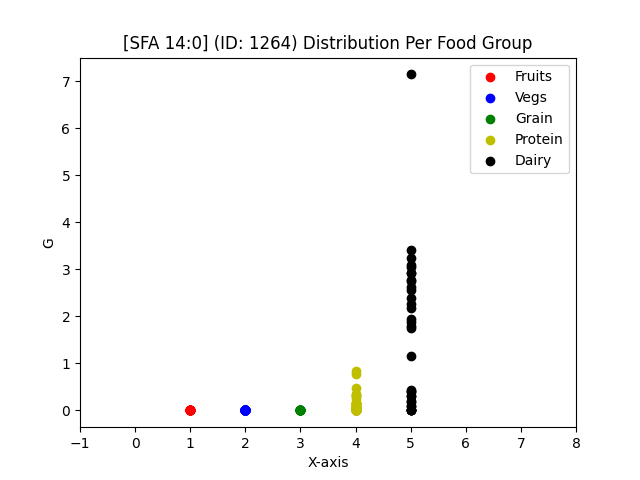 [SFA 14:0] (ID: 1264) Distribution Per Food Group
7
6
5
4
3
2
1
0
G
Fruits
Vegs
Grain
Protein
Dairy
−1 0 1 2 3 4 5 6 7 8
X-axis